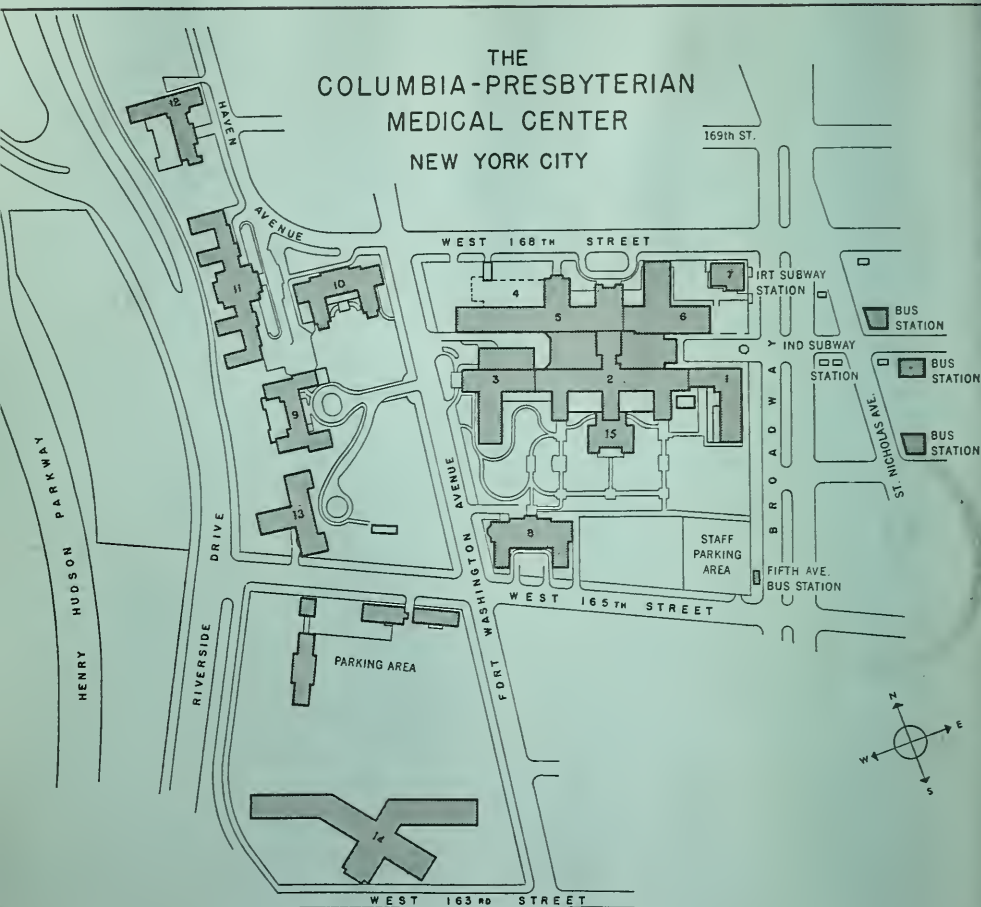 THE
COLUMBIA-PRESBYTERIAN
MEDICAL CENTER
NEW YORK CITY
169th ST.
HAVEN
AVENUE
WEST 168TH STREET
12
11
10
4
5
6
7
IRT SUBWAY
STATION
BUS
STATION
IND SUBWAY
STATION
BUS
STATION
BUS
STATION
ST. NICHOLAS AVE.
BROADWAY
3
2
1
15
9
13
8
STAFF
PARKING
AREA
FIFTH AVE.
BUS STATION
WEST 165TH STREET
FORT WASHINGTON AVENUE
HENRY HUDSON PARKWAY
RIVERSIDE DRIVE
PARKING AREA
14
WEST 163RD STREET
N
E
W
S